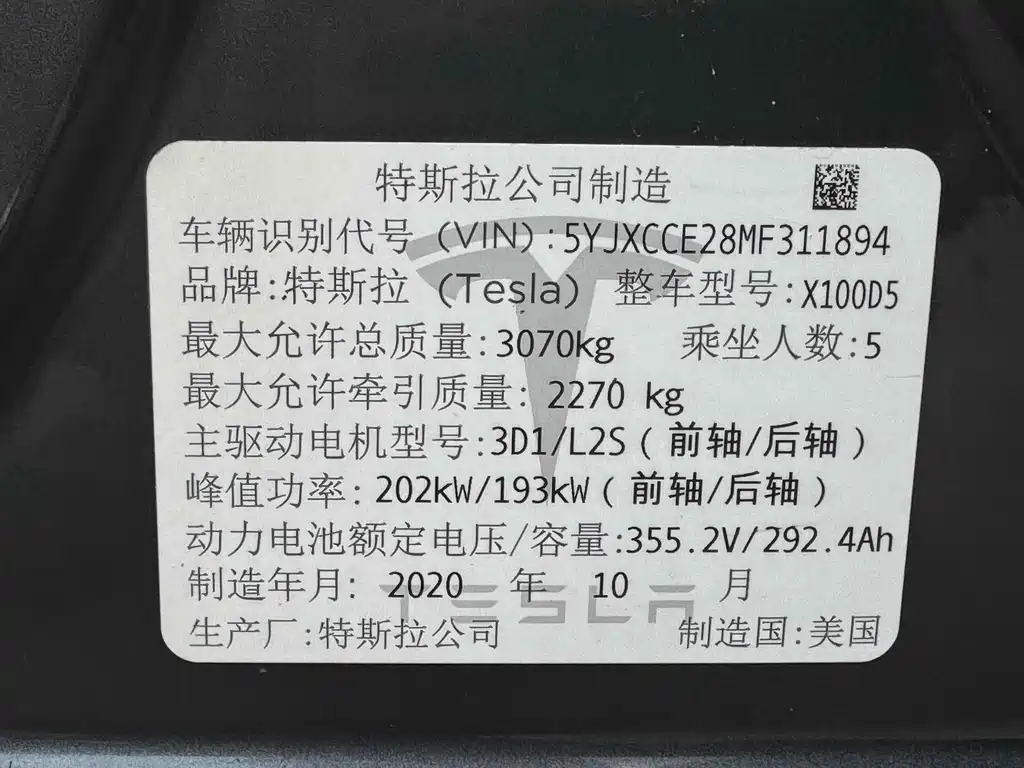 特斯拉公司制造
车辆识别代号 (VIN):5YJXCCE28MF311894
品牌:特斯拉 (Tesla) 整车型号:X100D5
最大允许总质量:3070kg 乘坐人数:5
最大允许牵引质量: 2270 kg
主驱动电机型号:3D1/L2S(前轴/后轴)
峰值功率: 202kW/193kW(前轴/后轴)
动力电池额定电压/容量:355.2V/292.4Ah
制造年月: 2020 年 10 月
TESLA
生产厂:特斯拉公司 制造国:美国